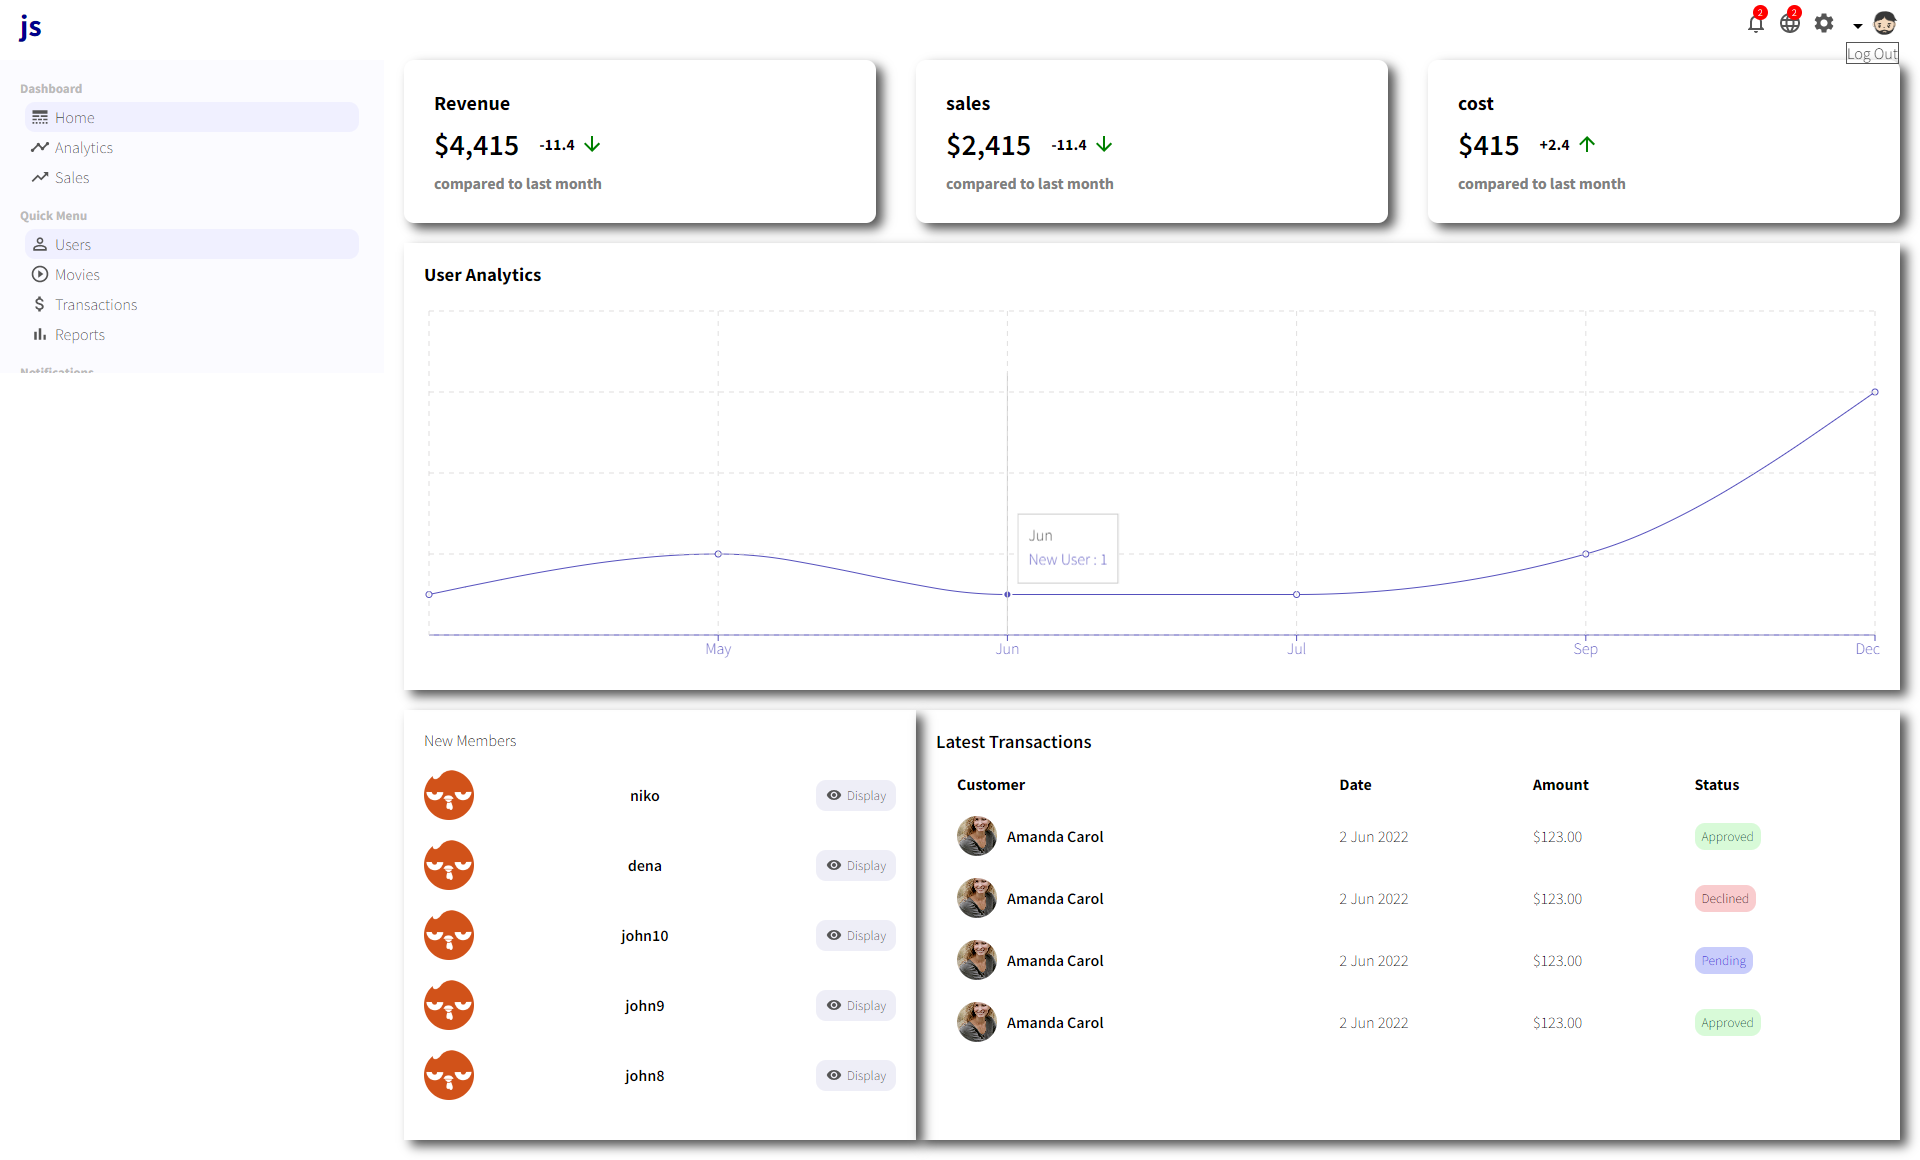 js
2
2
Log Out
Dashboard
Home
Analytics
Sales
Quick Menu
Users
Movies
Transactions
Reports
Notifications
Revenue
$4,415 -11.4
compared to last month
sales
$2,415 -11.4
compared to last month
cost
$415 +2.4
compared to last month
User Analytics
Jun
New User : 1
May Jun Jul Sep Dec
New Members
niko Display
dena Display
john10 Display
john9 Display
john8 Display
Latest Transactions
Customer Date Amount Status
Amanda Carol 2 Jun 2022 $123.00 Approved
Amanda Carol 2 Jun 2022 $123.00 Declined
Amanda Carol 2 Jun 2022 $123.00 Pending
Amanda Carol 2 Jun 2022 $123.00 Approved